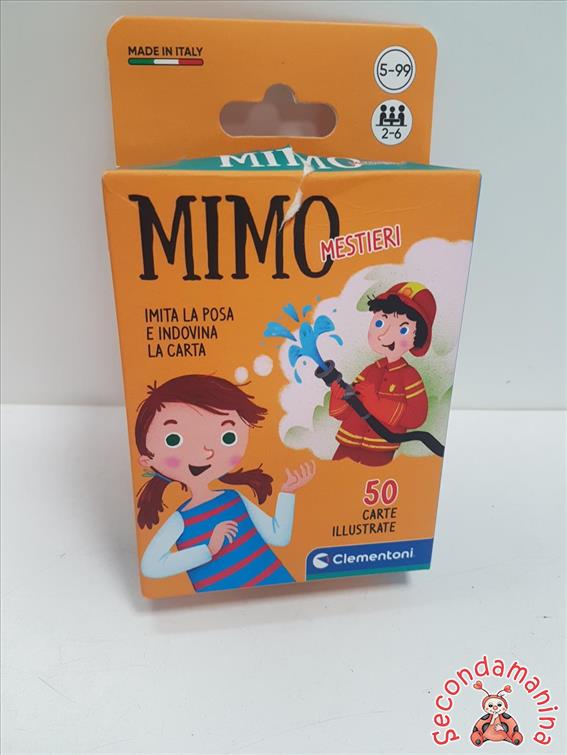 MADE IN ITALY
5-99
2-6
MIMO
MIMO
MESTIERI
IMITA LA POSA
E INDOVINA
LA CARTA
50
CARTE
ILLUSTRATE
Clementoni
Secondamanina